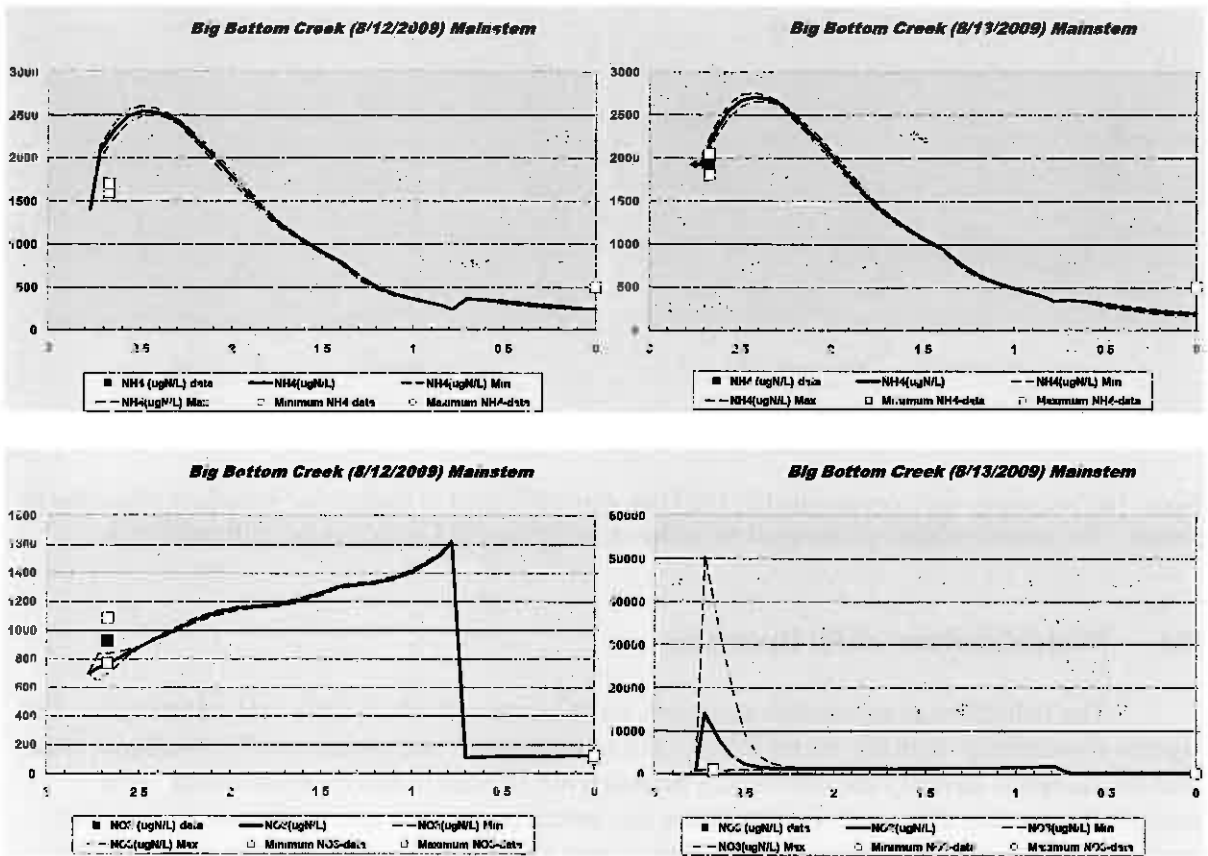 Big Bottom Creek (8/12/2009) Mainstem
3000
2500
2000
1500
1000
500
0
3 2.5 2 1.5 1 0.5 0
NH4 (ugN/L) data NH4(ugN/L) NH4(ugN/L) Min
NH4(ugN/L) Max Minimum NH4-data Maximum NH4-data
Big Bottom Creek (8/13/2009) Mainstem
3000
2500
2000
1500
1000
500
0
2.5 2 1.5 1 0.5
NH4 (ugN/L) data NH4(ugN/L) NH4(ugN/L) Min
NH4(ugN/L) Max Minimum NH4-data Maximum NH4-data
Big Bottom Creek (8/12/2009) Mainstem
1400
1200
1000
800
600
400
200
0
2.5 2 1.5 1 0.5 0
NO3 (ugN/L) data NO3(ugN/L) NO3(ugN/L) Min
NO3(ugN/L) Max Minimum NO3-data Maximum NO3-data
Big Bottom Creek (8/13/2009) Mainstem
60000
50000
40000
30000
20000
10000
0
2.5 2 1.5 1 0.5
NO3 (ugN/L) data NO3(ugN/L) NO3(ugN/L) Min
NO3(ugN/L) Max Minimum NO3-data Maximum NO3-data